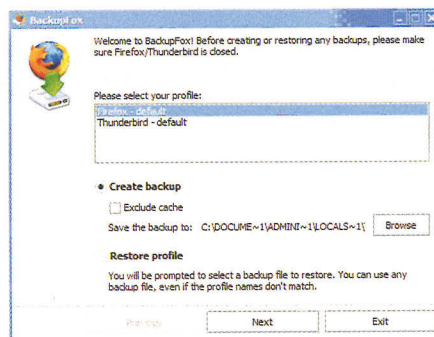 BackupFox
Welcome to BackupFox! Before creating or restoring any backups, please make
sure Firefox/Thunderbird is closed.
Please select your profile:
Firefox - default
Thunderbird - default
Create backup
Exclude cache
Save the backup to: C:\DOCUME~1\ADMINI~1\LOCALS~1\ Browse
Restore profile
You will be prompted to select a backup file to restore. You can use any
backup file, even if the profile names don't match.
Previous Next Exit